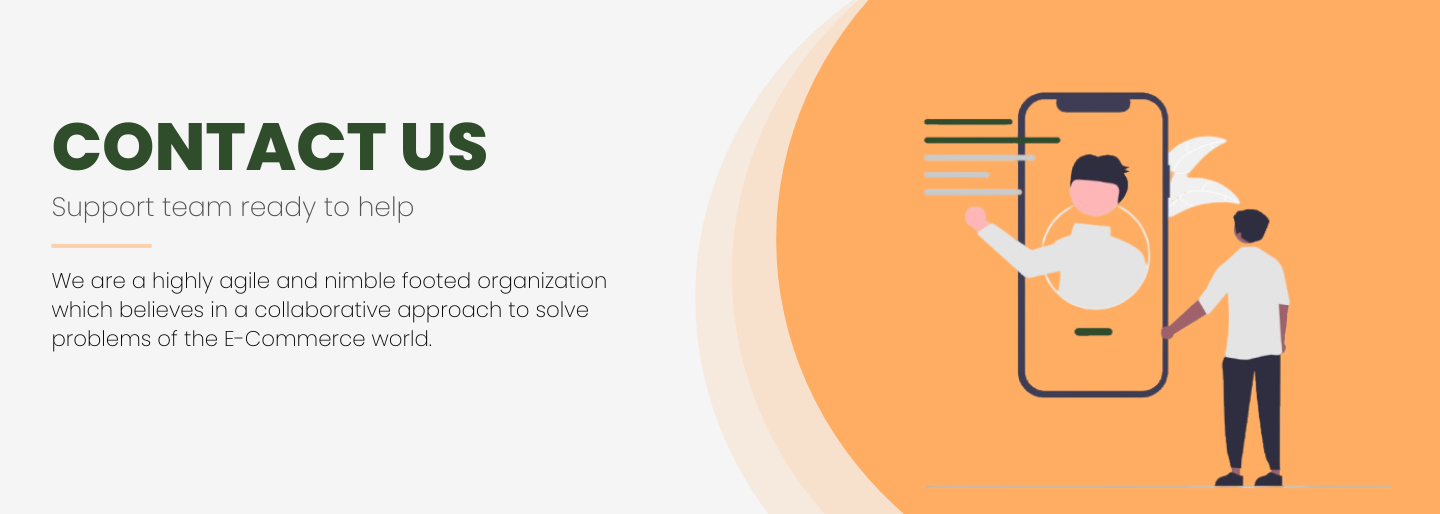 CONTACT US
Support team ready to help
We are a highly agile and nimble footed organization
which believes in a collaborative approach to solve
problems of the E-Commerce world.